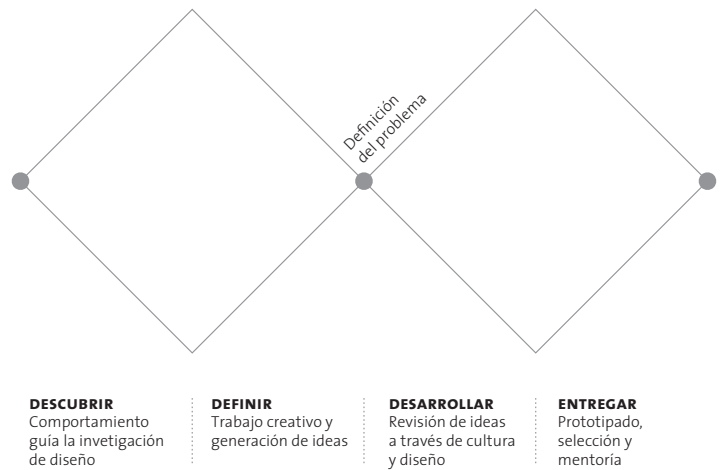 Definición
del problema
DESCUBRIR
Comportamiento
guía la invetigación
de diseño
DEFINIR
Trabajo creativo y
generación de ideas
DESARROLLAR
Revisión de ideas
a través de cultura
y diseño
ENTREGAR
Prototipado,
selección y
mentoría